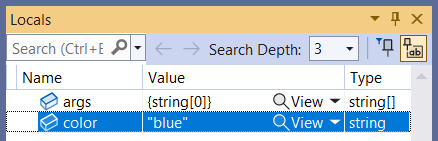 Locals
Search (Ctrl+E Search Depth: 3
Name Value Type
args {string[0]} View string[]
color "blue" View string